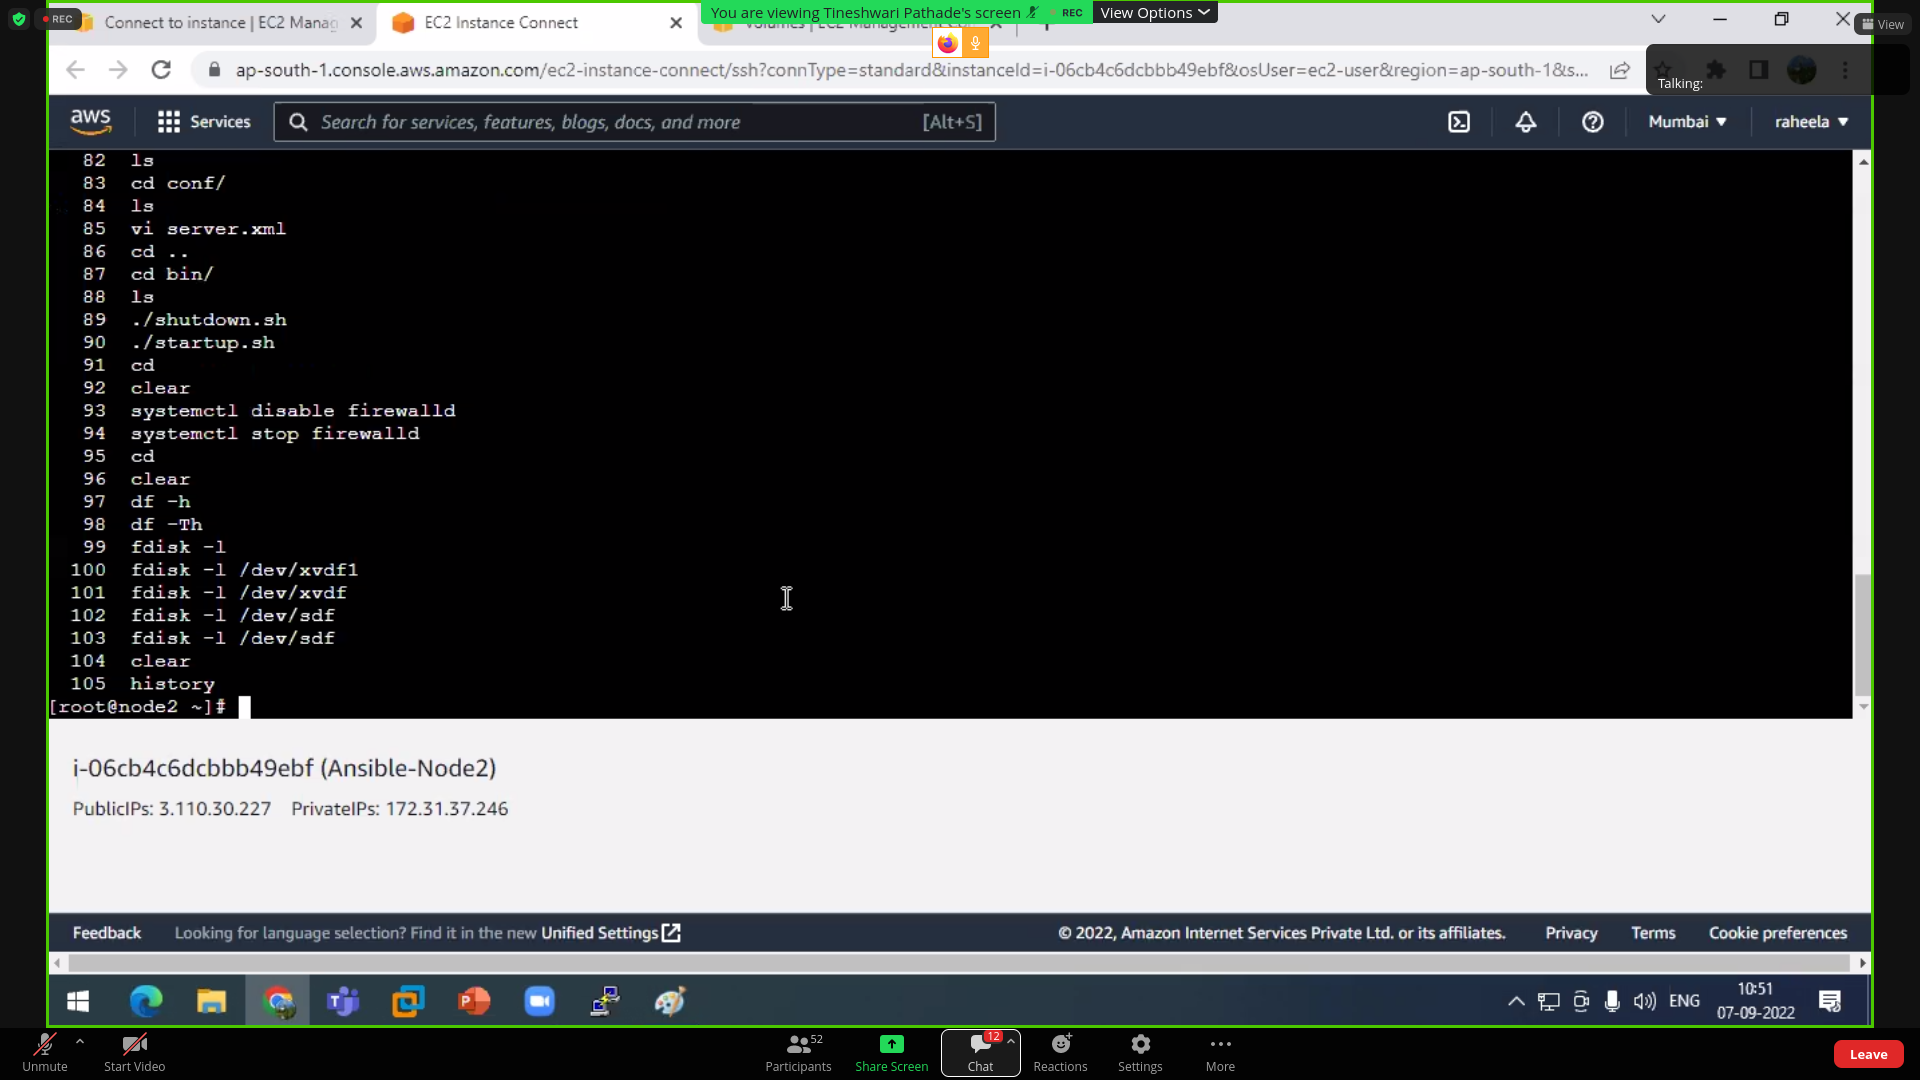 REC
You are viewing Tineshwari Pathade's screen
REC
View Options
View
Connect to instance | EC2 Manag
EC2 Instance Connect
ap-south-1.console.aws.amazon.com/ec2-instance-connect/ssh?connType=standard&instanceId=i-06cb4c6dcbbb49ebf&osUser=ec2-user&region=ap-south-1&s...
Talking:
aws
Services
Search for services, features, blogs, docs, and more
[Alt+S]
Mumbai
raheela
82 ls
83 cd conf/
84 ls
85 vi server.xml
86 cd ..
87 cd bin/
88 ls
89 ./shutdown.sh
90 ./startup.sh
91 cd
92 clear
93 systemctl disable firewalld
94 systemctl stop firewalld
95 cd
96 clear
97 df -h
98 df -Th
99 fdisk -l
100 fdisk -l /dev/xvdf1
101 fdisk -l /dev/xvdf
102 fdisk -l /dev/sdf
103 fdisk -l /dev/sdf
104 clear
105 history
[root@node2 ~]#
i-06cb4c6dcbbb49ebf (Ansible-Node2)
PublicIPs: 3.110.30.227 PrivateIPs: 172.31.37.246
Feedback
Looking for language selection? Find it in the new Unified Settings
© 2022, Amazon Internet Services Private Ltd. or its affiliates.
Privacy
Terms
Cookie preferences
ENG
10:51
07-09-2022
Unmute
Start Video
52
Participants
Share Screen
12
Chat
Reactions
Settings
More
Leave